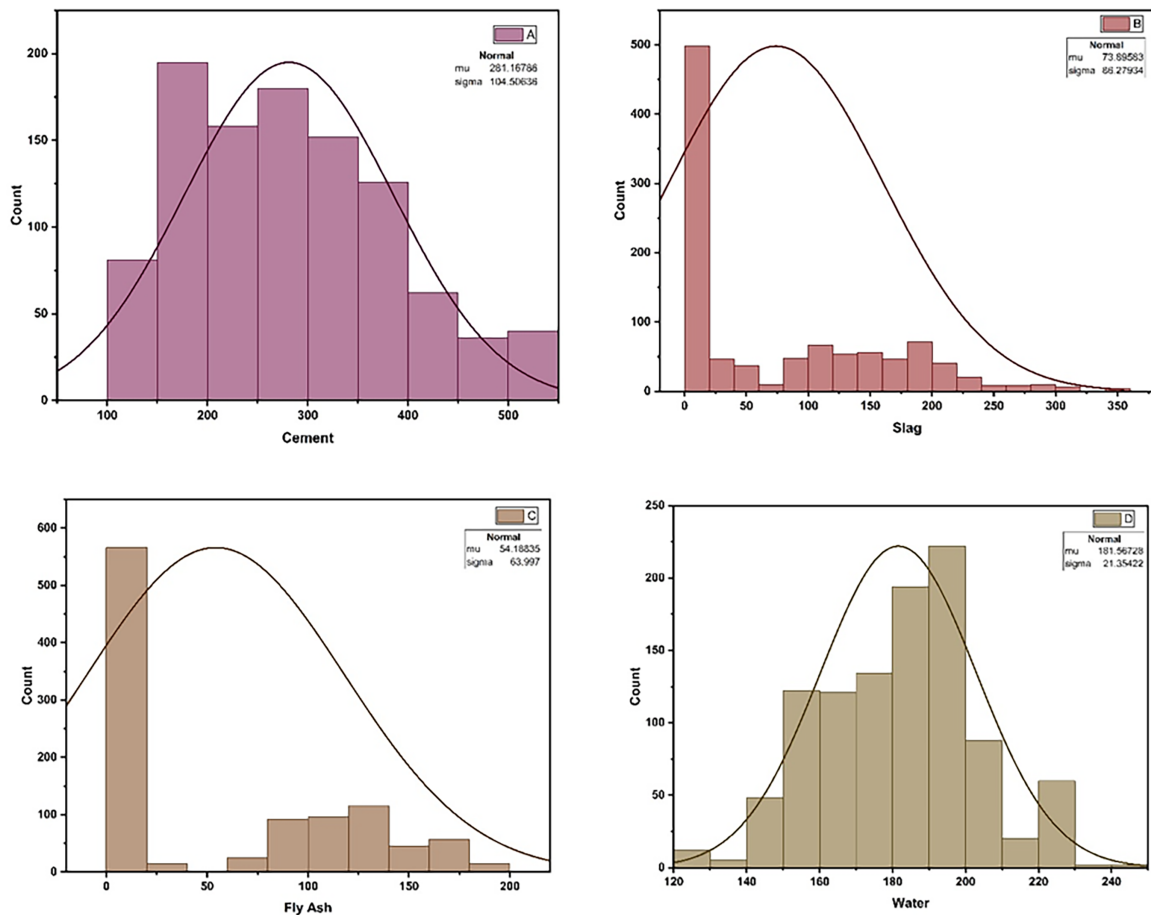 A
Normal
mu 281.16786
sigma 104.50636
200
150
100
50
0
Count
100 200 300 400 500
Cement
B
Normal
mu 73.89583
sigma 86.27934
500
400
300
200
100
0
Count
0 50 100 150 200 250 300 350
Slag
C
Normal
mu 54.18835
sigma 63.997
600
500
400
300
200
100
0
Count
0 50 100 150 200
Fly Ash
D
Normal
mu 181.56728
sigma 21.35422
250
200
150
100
50
0
Count
120 140 160 180 200 220 240
Water